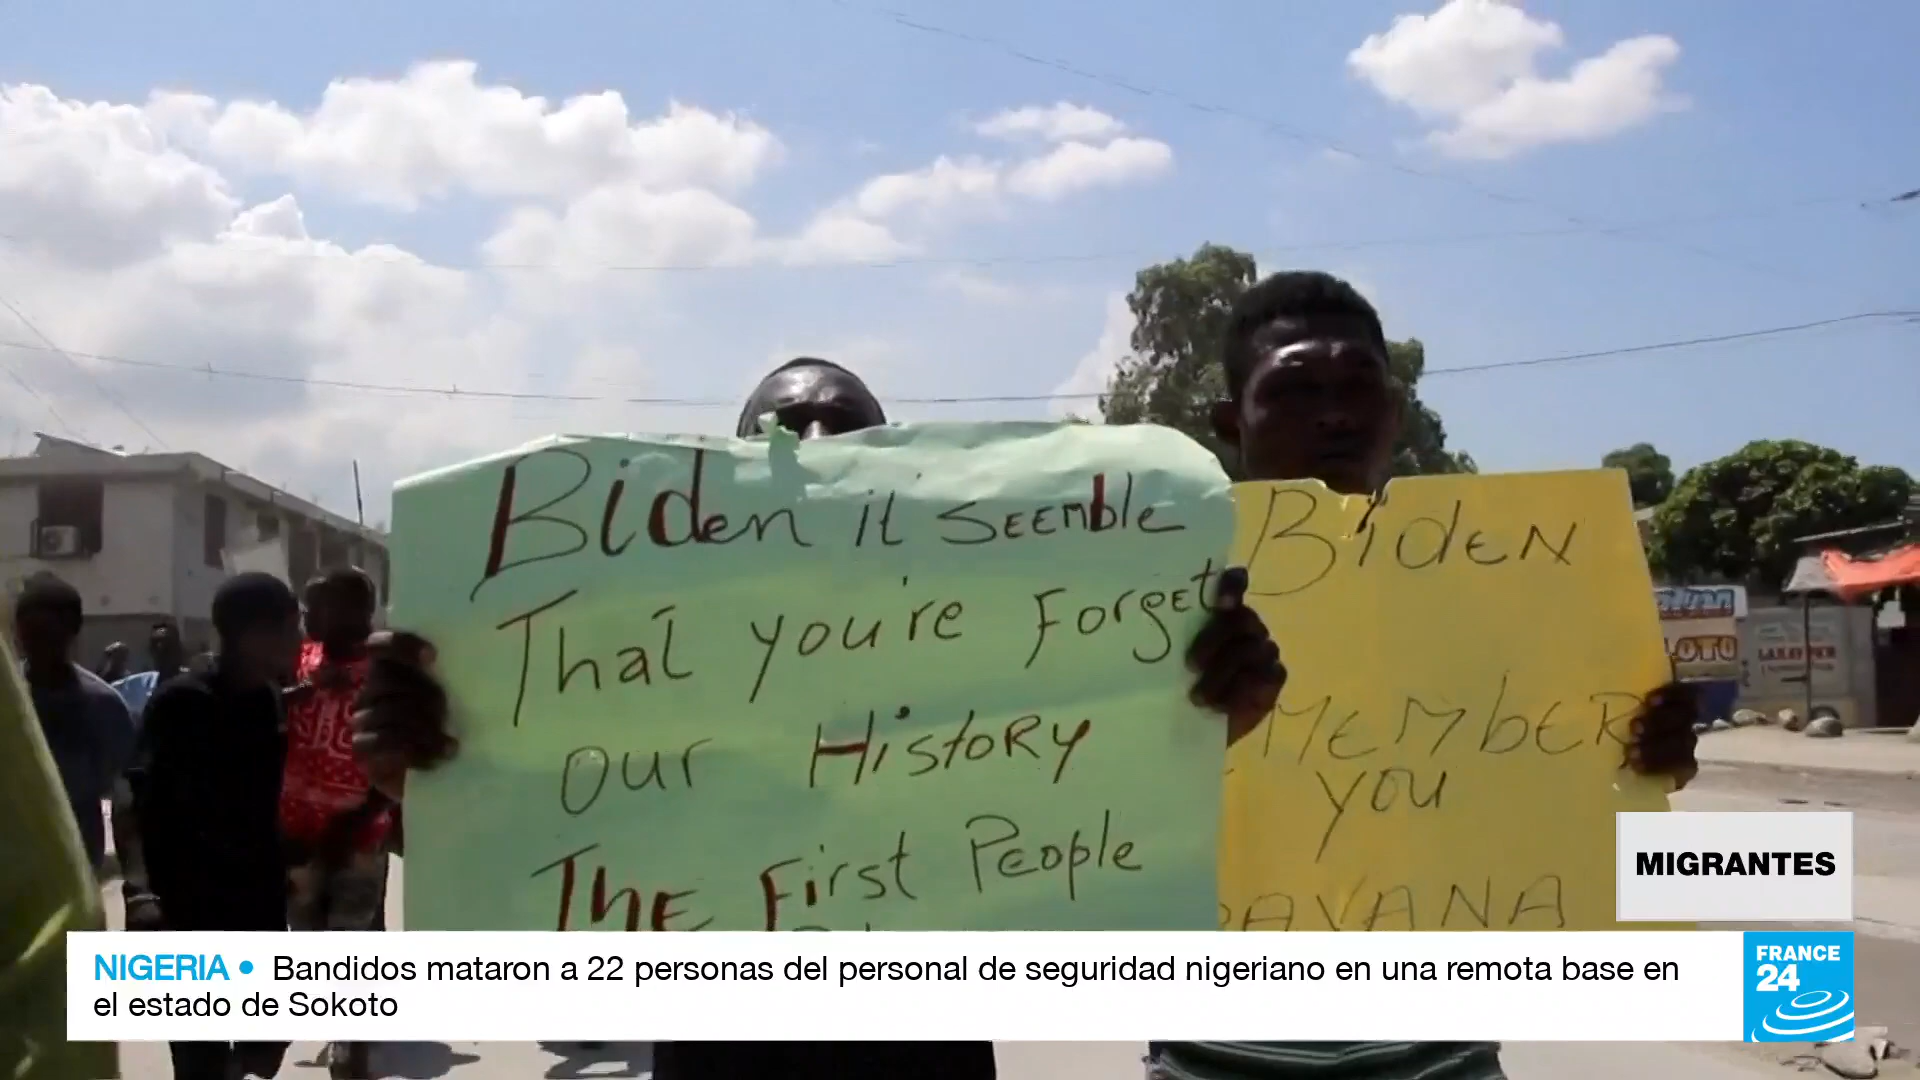 Biden it SEEmble
That you're Forget
our HistoRy
The First People
BidEN
MEMbER
you
AVANA
LOTO
MIGRANTES
NIGERIA • Bandidos mataron a 22 personas del personal de seguridad nigeriano en una remota base en
el estado de Sokoto
FRANCE
24